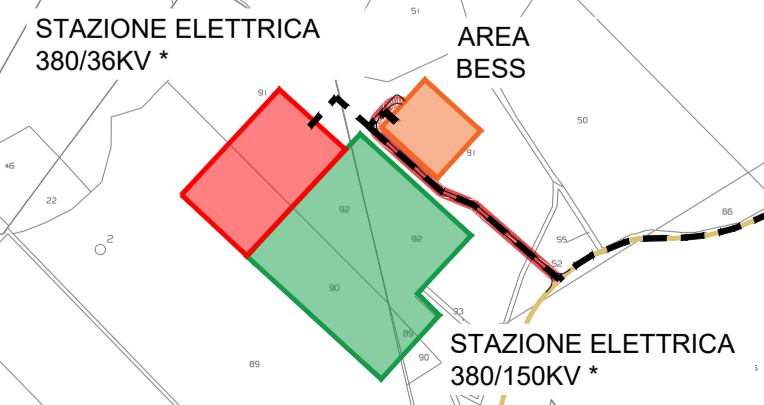 STAZIONE ELETTRICA
380/36KV *
AREA
BESS
51
91
50
91
46
22
92
66
2
92
55
52
90
93
89
STAZIONE ELETTRICA
380/150KV *
90
89